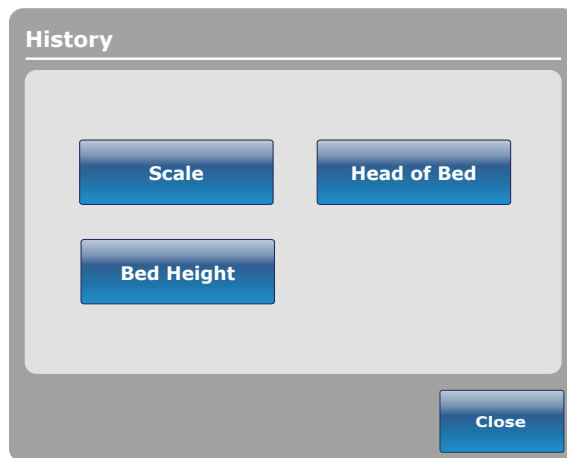 History
Scale
Head of Bed
Bed Height
Close